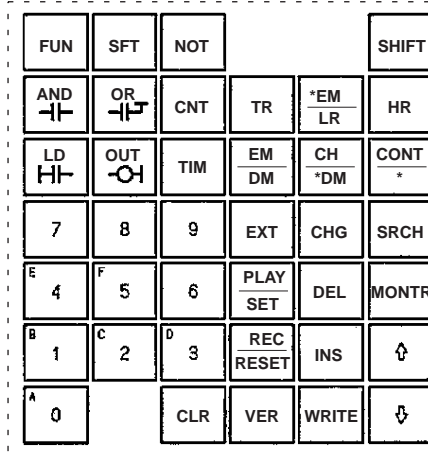 FUN SFT NOT SHIFT
AND OR CNT TR *EM LR HR
LD OUT TIM EM DM CH *DM CONT *
7 8 9 EXT CHG SRCH
E 4 F 5 6 PLAY SET DEL MONTR
B 1 C 2 D 3 REC RESET INS ⇧
A 0 CLR VER WRITE ⇩